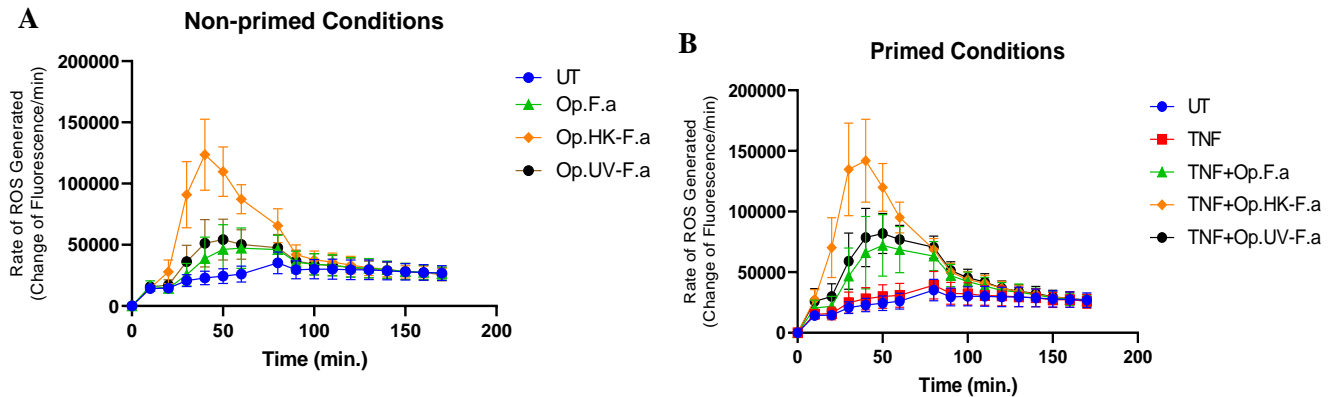 A
Non-primed Conditions
Rate of ROS Generated
(Change of Fluorescence/min)
200000
150000
100000
50000
0
0
50
100
150
200
Time (min.)
UT
Op.F.a
Op.HK-F.a
Op.UV-F.a
B
Primed Conditions
Rate of ROS Generated
(Change of Fluorescence/min)
200000
150000
100000
50000
0
0
50
100
150
200
Time (min.)
UT
TNF
TNF+Op.F.a
TNF+Op.HK-F.a
TNF+Op.UV-F.a